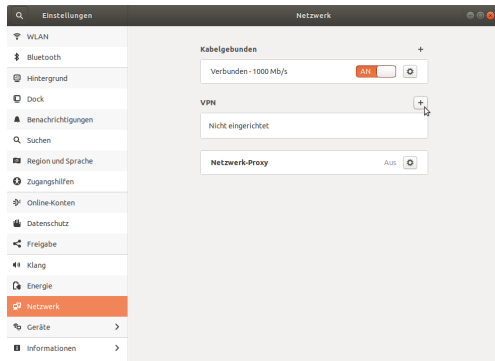 Einstellungen
Netzwerk
WLAN
Bluetooth
Hintergrund
Dock
Benachrichtigungen
Suchen
Region und Sprache
Zugangshilfen
Online-Konten
Datenschutz
Freigabe
Klang
Energie
Netzwerk
Geräte
Informationen
Kabelgebunden
+
Verbunden - 1000 Mb/s
AN
VPN
+
Nicht eingerichtet
Netzwerk-Proxy
Aus